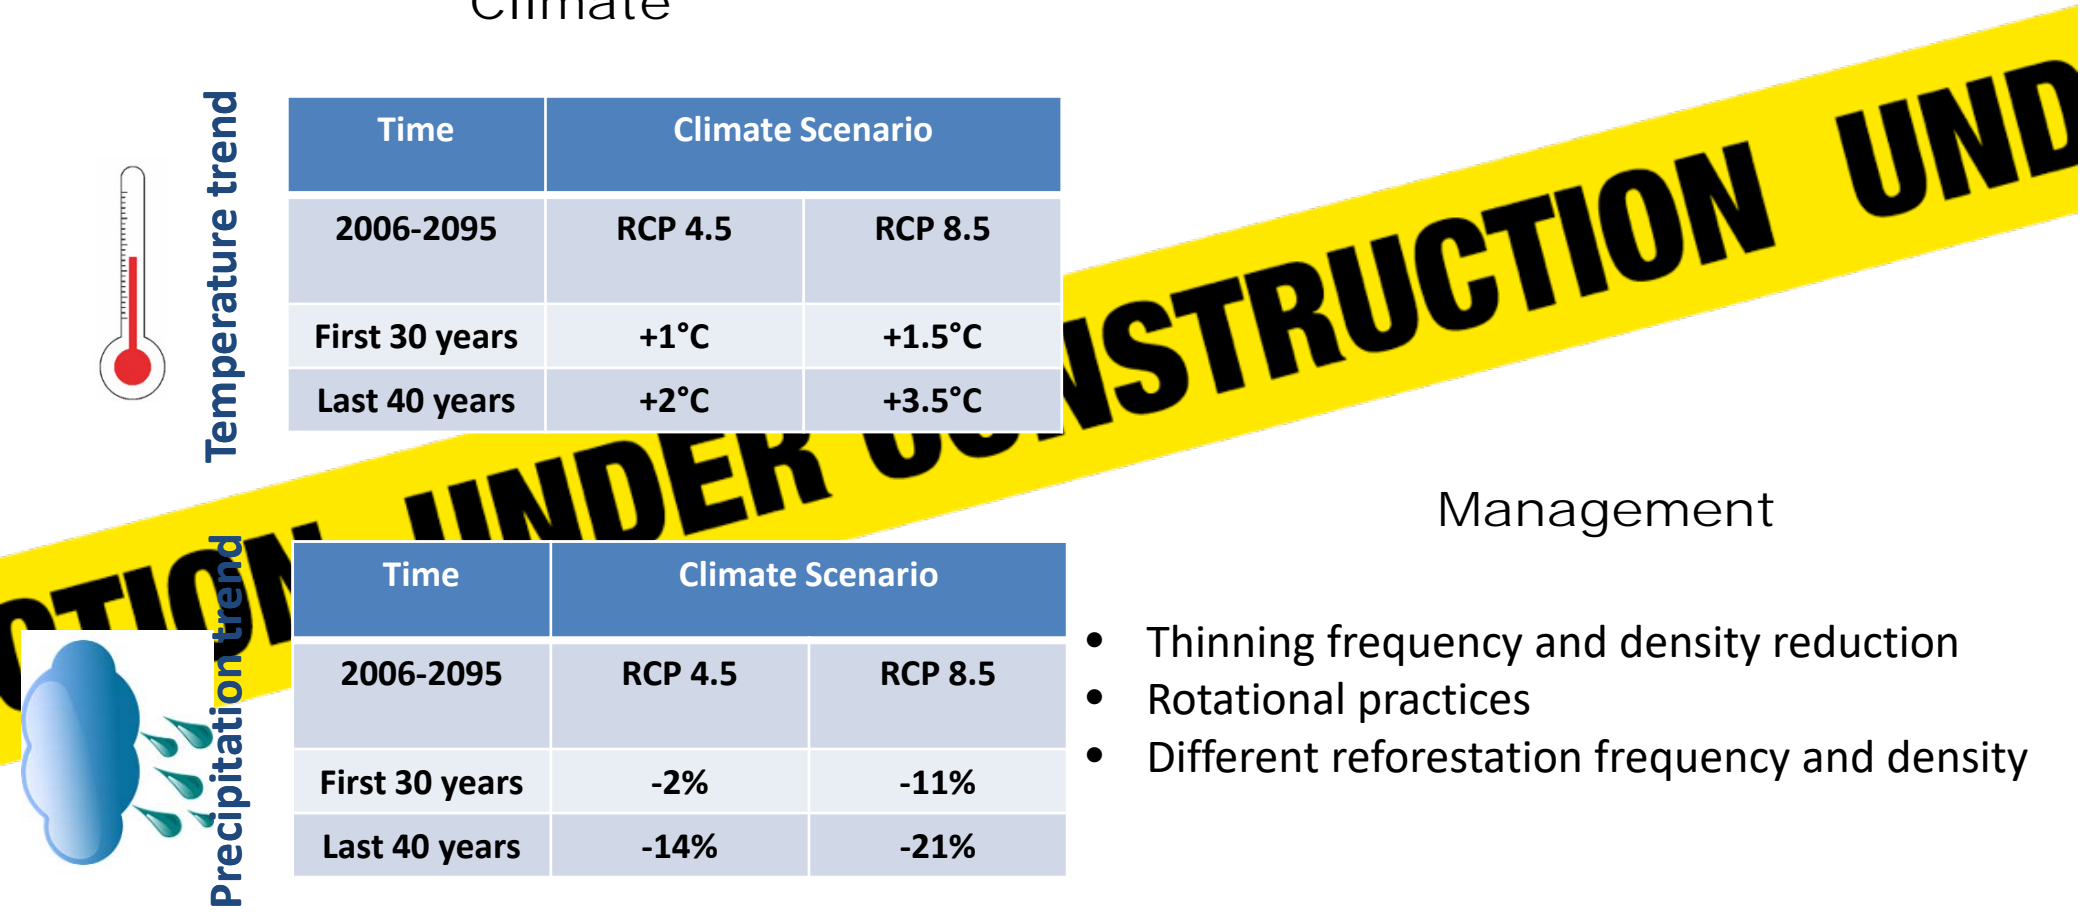 Climate
Temperature trend
Time Climate Scenario
2006-2095 RCP 4.5 RCP 8.5
First 30 years +1°C +1.5°C
Last 40 years +2°C +3.5°C
CTION UNDER CONSTRUCTION UND
Precipitation trend
Time Climate Scenario
2006-2095 RCP 4.5 RCP 8.5
First 30 years -2% -11%
Last 40 years -14% -21%
Management
• Thinning frequency and density reduction
• Rotational practices
• Different reforestation frequency and density